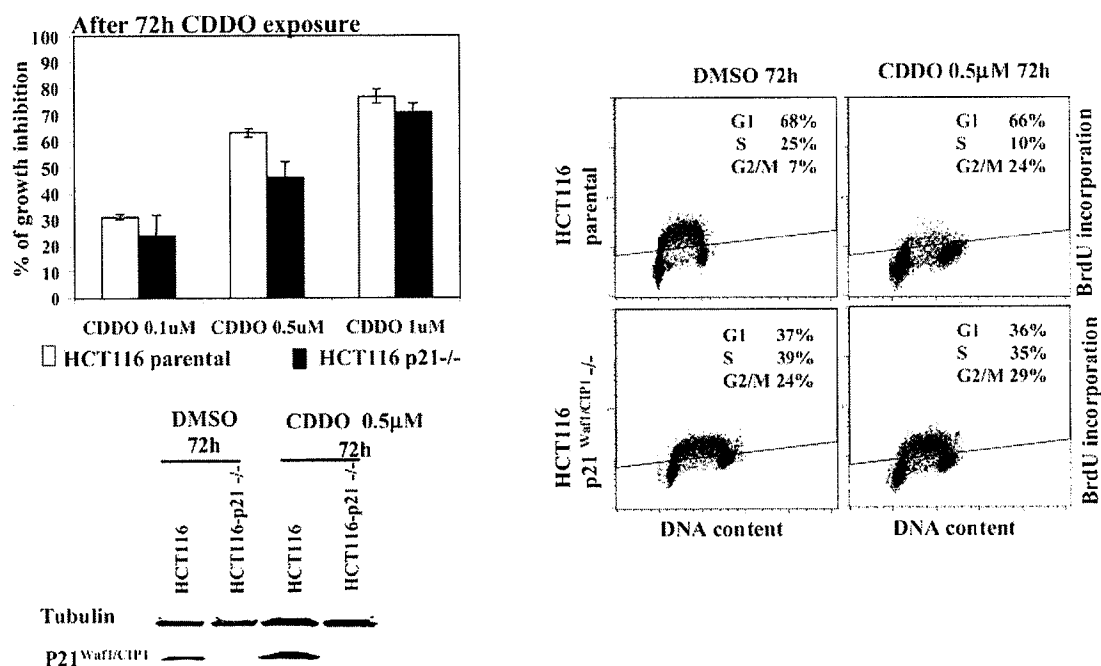 After 72h CDDO exposure
% of growth inhibition
100
90
80
70
60
50
40
30
20
10
0
CDDO 0.1uM CDDO 0.5uM CDDO 1uM
HCT116 parental HCT116 p21-/-
DMSO 72h
CDDO 0.5µM 72h
HCT116
HCT116-p21 -/-
HCT116
HCT116-p21 -/-
Tubulin
P21 Waf1/CIP1
DMSO 72h CDDO 0.5µM 72h
HCT116 parental
G1 68%
S 25%
G2/M 7%
G1 66%
S 10%
G2/M 24%
BrdU incorporation
HCT116 p21 Waf1/CIP1 -/-
G1 37%
S 39%
G2/M 24%
G1 36%
S 35%
G2/M 29%
BrdU incorporation
DNA content DNA content